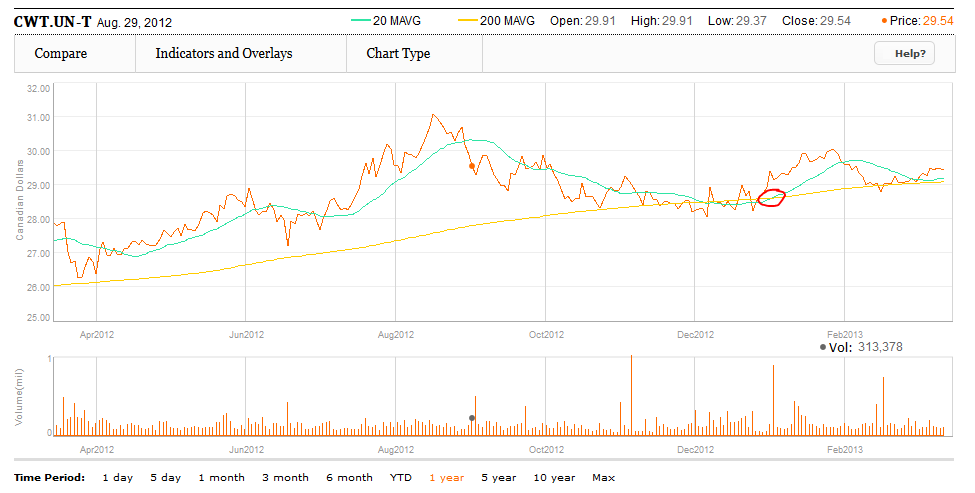 CWT.UN-T Aug. 29, 2012 20 MAVG 200 MAVG Open: 29.91 High: 29.91 Low: 29.37 Close: 29.54 Price: 29.54
Compare Indicators and Overlays Chart Type Help?
32.00
31.00
30.00
29.00
28.00
27.00
26.00
25.00
Canadian Dollars
Apr2012 Jun2012 Aug2012 Oct2012 Dec2012 Feb2013
Vol: 313,378
1
0
Volume(mil)
Apr2012 Jun2012 Aug2012 Oct2012 Dec2012 Feb2013
Time Period: 1 day 5 day 1 month 3 month 6 month YTD 1 year 5 year 10 year Max